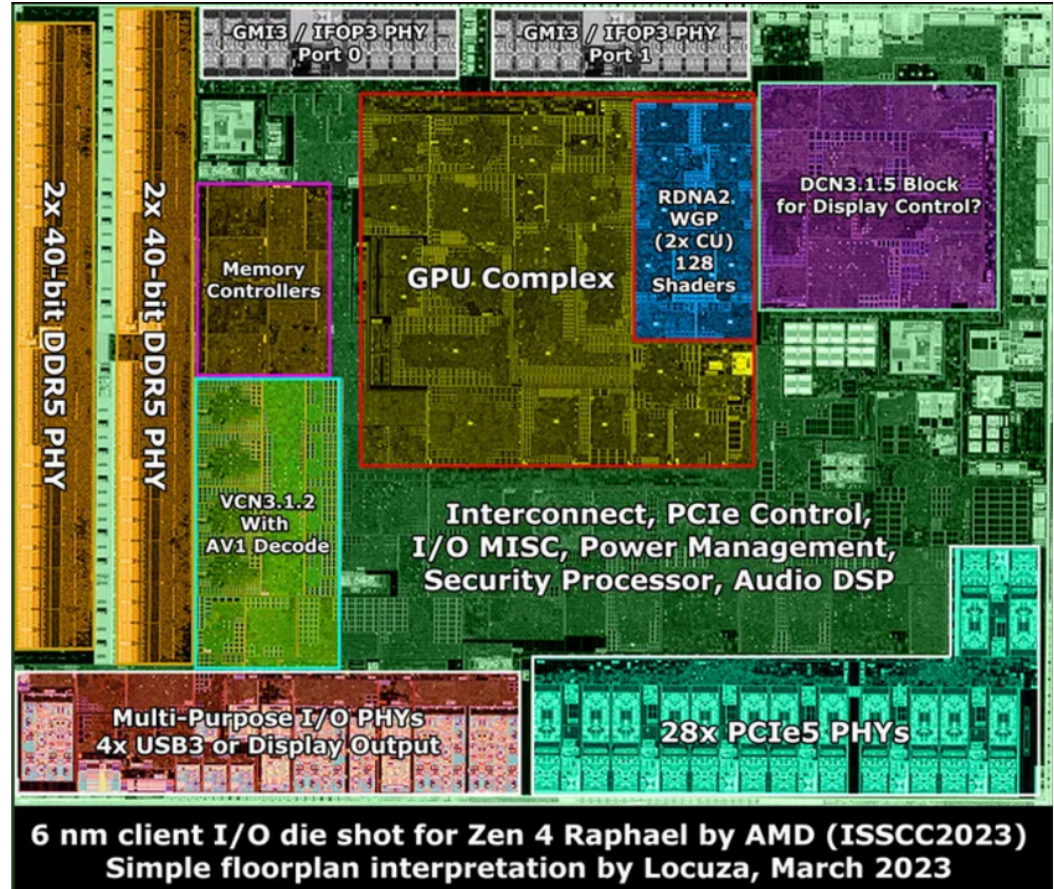 GMI3 / IFOP3 PHY
Port 0
GMI3 / IFOP3 PHY
Port 1
2x 40-bit DDR5 PHY
2x 40-bit DDR5 PHY
Memory
Controllers
GPU Complex
RDNA2
WGP
(2x CU)
128
Shaders
DCN3.1.5 Block
for Display Control?
VCN3.1.2
With
AV1 Decode
Interconnect, PCIe Control,
I/O MISC, Power Management,
Security Processor, Audio DSP
Multi-Purpose I/O PHYs
4x USB3 or Display Output
28x PCIe5 PHYs
6 nm client I/O die shot for Zen 4 Raphael by AMD (ISSCC2023)
Simple floorplan interpretation by Locuza, March 2023